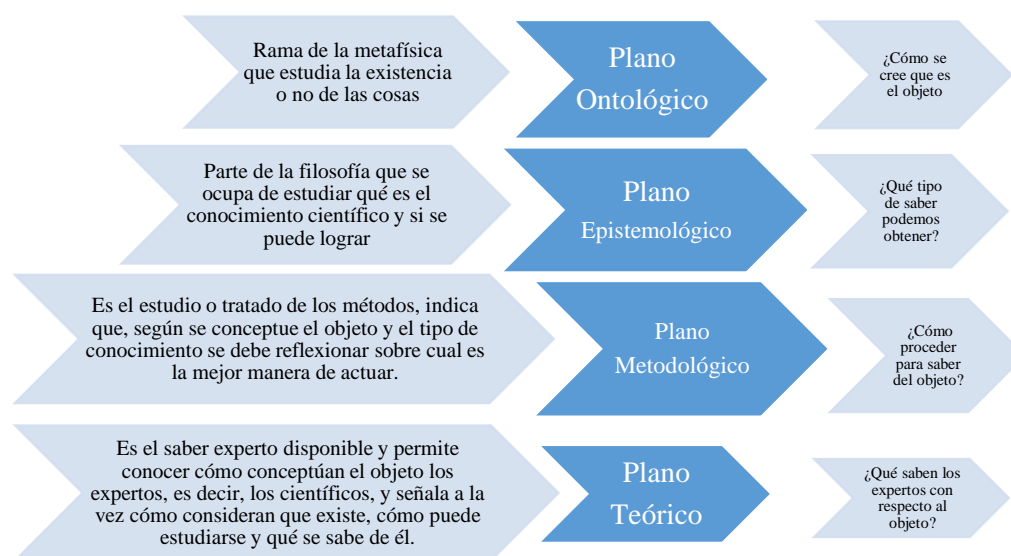 Rama de la metafísica
que estudia la existencia
o no de las cosas
Plano
Ontológico
¿Cómo se
cree que es
el objeto
Parte de la filosofía que se
ocupa de estudiar qué es el
conocimiento científico y si se
puede lograr
Plano
Epistemológico
¿Qué tipo
de saber
podemos
obtener?
Es el estudio o tratado de los métodos, indica
que, según se conceptue el objeto y el tipo de
conocimiento se debe reflexionar sobre cual es
la mejor manera de actuar.
Plano
Metodológico
¿Cómo
proceder
para saber
del objeto?
Es el saber experto disponible y permite
conocer cómo conceptúan el objeto los
expertos, es decir, los científicos, y señala a la
vez cómo consideran que existe, cómo puede
estudiarse y qué se sabe de él.
Plano
Teórico
¿Qué saben los
expertos con
respecto al
objeto?